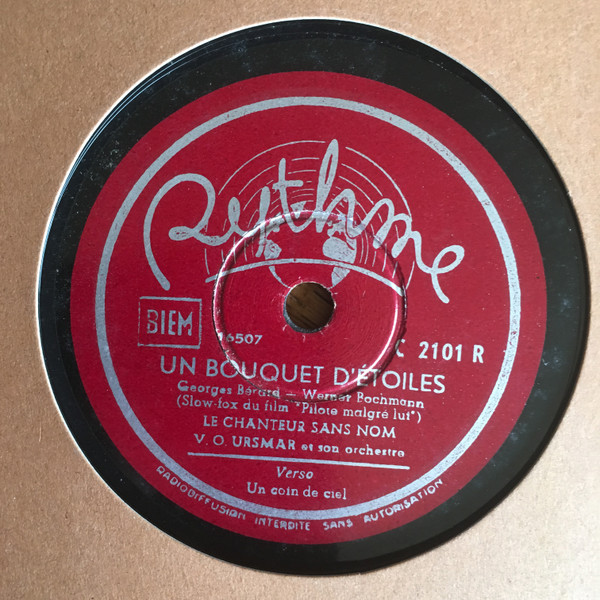 Rythme
BIEM
76507
C 2101 R
UN BOUQUET D'ÉTOILES
Georges Bérard — Werner Bochmann
(Slow-fox du film "Pilote malgré lui")
LE CHANTEUR SANS NOM
V. O. URSMAR et son orchestre
Verso
Un coin de ciel
RADIODIFFUSION INTERDITE SANS AUTORISATION